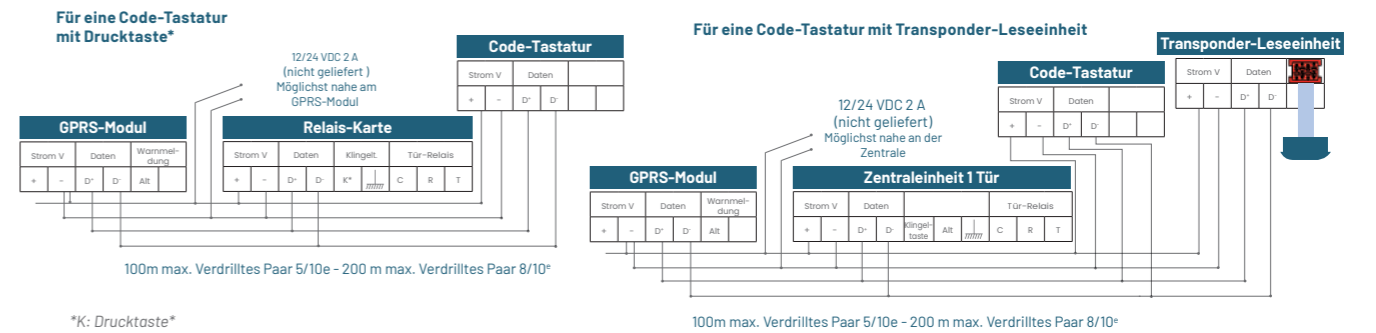 Für eine Code-Tastatur
mit Drucktaste*
12/24 VDC 2 A
(nicht geliefert )
Möglichst nahe am
GPRS-Modul
Code-Tastatur
Strom V Daten
+ - D⁺ D⁻
GPRS-Modul
Strom V Daten Warnmel-
dung
+ - D⁺ D⁻ Alt
Relais-Karte
Strom V Daten Klingelt. Tür-Relais
+ - D⁺ D⁻ K* C R T
100m max. Verdrilltes Paar 5/10e - 200 m max. Verdrilltes Paar 8/10ᵉ
*K: Drucktaste*
Für eine Code-Tastatur mit Transponder-Leseeinheit
Transponder-Leseeinheit
Strom V Daten
+ - D⁺ D⁻
Code-Tastatur
Strom V Daten
+ - D⁺ D⁻
12/24 VDC 2 A
(nicht geliefert)
Möglichst nahe an der
Zentrale
GPRS-Modul
Strom V Daten Warnmel-
dung
+ - D⁺ D⁻ Alt
Zentraleinheit 1 Tür
Strom V Daten Tür-Relais
+ - D⁺ D⁻ Klingel-
taste Alt C R T
100m max. Verdrilltes Paar 5/10e - 200 m max. Verdrilltes Paar 8/10ᵉ